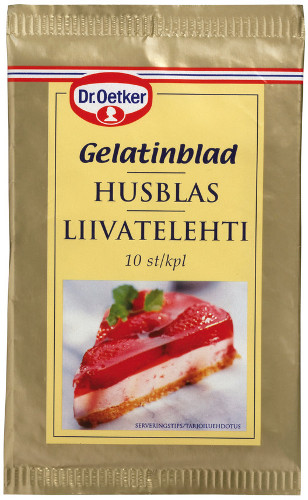 Dr.Oetker
Gelatinblad
HUSBLAS
LIIVATELEHTI
10 st/kpl
SERVERINGSTIPS/TARJOILUEHDOTUS